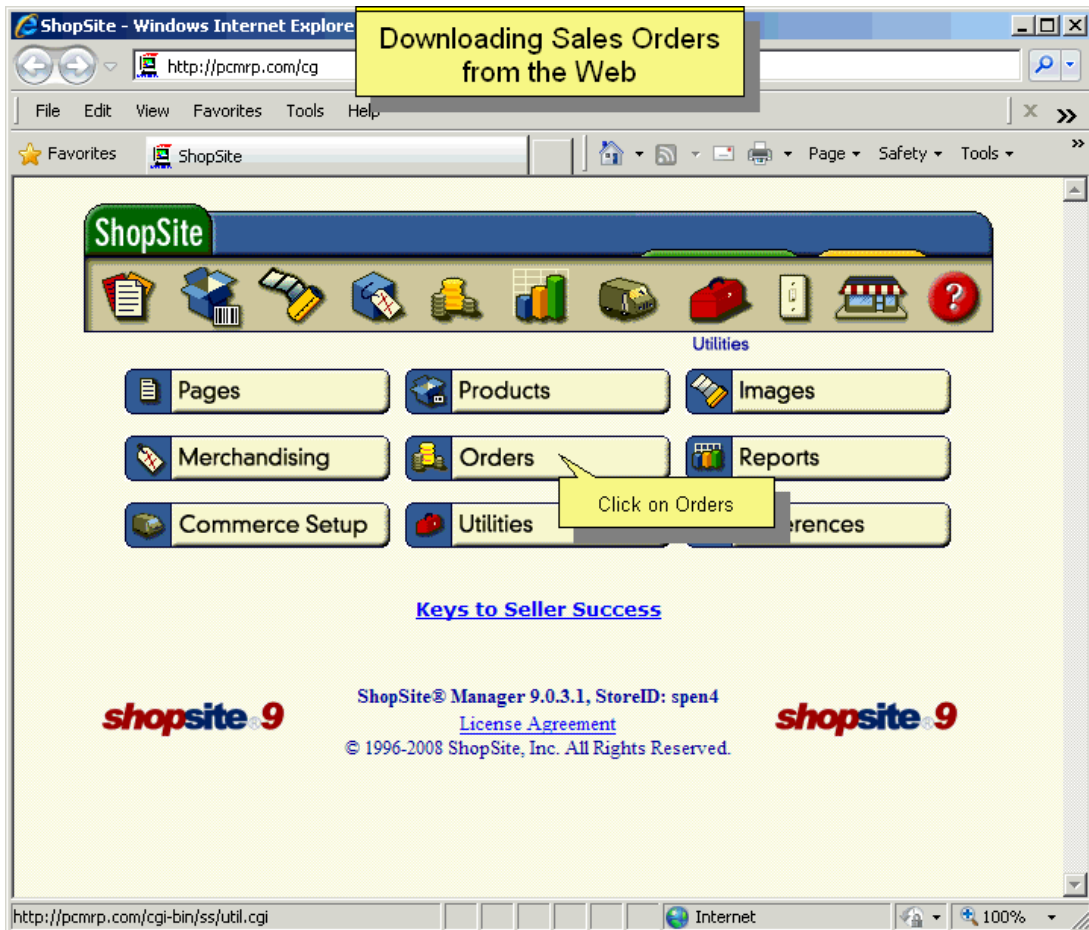 ShopSite - Windows Internet Explore
Downloading Sales Orders
from the Web
http://pcmrp.com/cg
File Edit View Favorites Tools Help
Favorites ShopSite Page Safety Tools
ShopSite
Utilities
Pages Products Images
Merchandising Orders Reports
Click on Orders
Commerce Setup Utilities erences
Keys to Seller Success
ShopSite® Manager 9.0.3.1, StoreID: spen4
shopsite®9 License Agreement shopsite®9
© 1996-2008 ShopSite, Inc. All Rights Reserved.
http://pcmrp.com/cgi-bin/ss/util.cgi Internet 100%